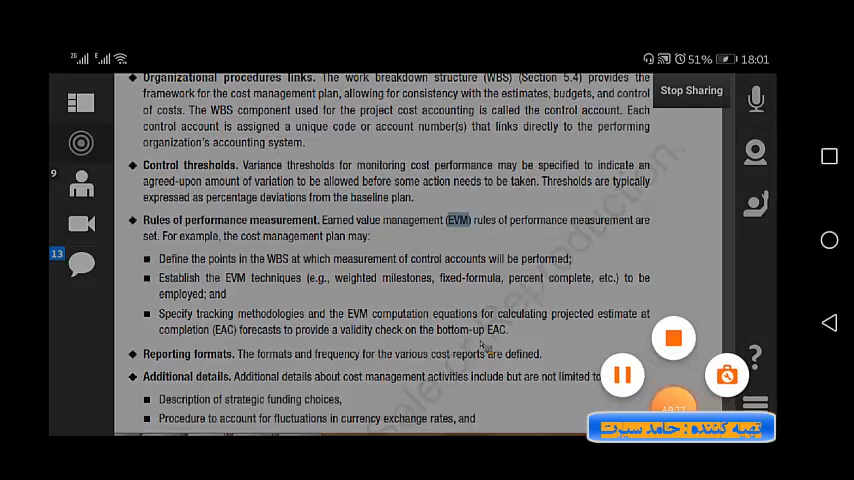 2G E 51% 18:01
Organizational procedures links. The work breakdown structure (WBS) (Section 5.4) provides the
framework for the cost management plan, allowing for consistency with the estimates, budgets, and control
of costs. The WBS component used for the project cost accounting is called the control account. Each
control account is assigned a unique code or account number(s) that links directly to the performing
organization's accounting system.
Stop Sharing
Control thresholds. Variance thresholds for monitoring cost performance may be specified to indicate an
agreed-upon amount of variation to be allowed before some action needs to be taken. Thresholds are typically
expressed as percentage deviations from the baseline plan.
9
Rules of performance measurement. Earned value management (EVM) rules of performance measurement are
set. For example, the cost management plan may:
13
Define the points in the WBS at which measurement of control accounts will be performed;
Establish the EVM techniques (e.g., weighted milestones, fixed-formula, percent complete, etc.) to be
employed; and
Specify tracking methodologies and the EVM computation equations for calculating projected estimate at
completion (EAC) forecasts to provide a validity check on the bottom-up EAC.
Reporting formats. The formats and frequency for the various cost reports are defined.
Additional details. Additional details about cost management activities include but are not limited to
Description of strategic funding choices,
Procedure to account for fluctuations in currency exchange rates, and
تهیه کننده : حامد سیرت